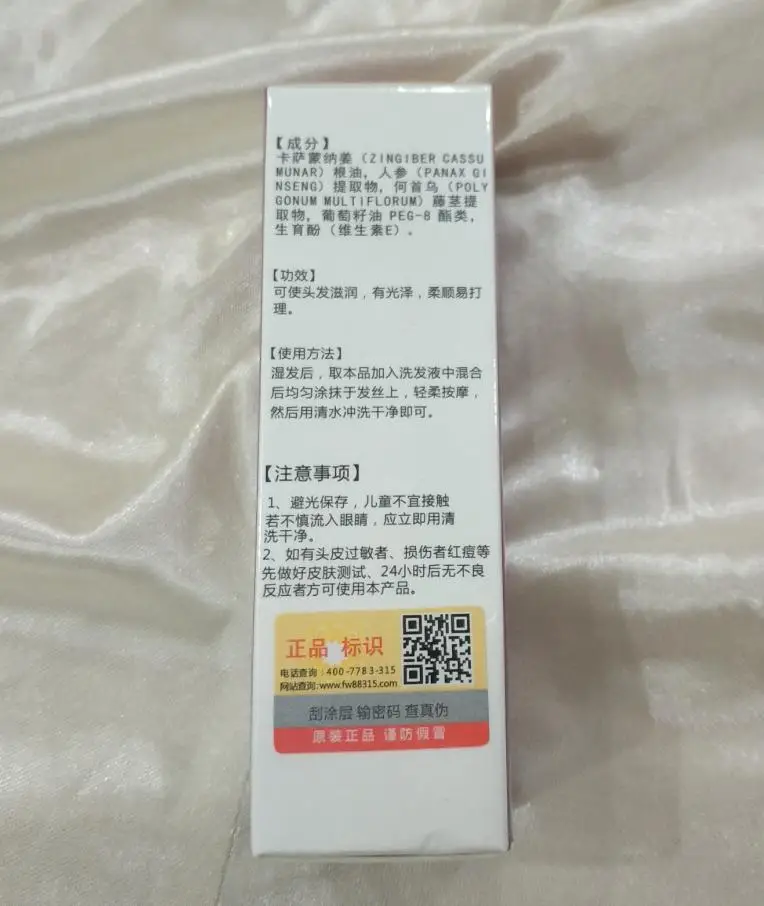 【成分】
卡萨蒙纳姜（ZINGIBER CASSU
MUNAR）根油，人参（PANAX GI
NSENG）提取物，何首乌（POLY
GONUM MULTIFLORUM）藤茎提
取物，葡萄籽油 PEG-8 酯类，
生育酚（维生素E）。
【功效】
可使头发滋润，有光泽，柔顺易打
理。
【使用方法】
湿发后，取本品加入洗发液中混合
后均匀涂抹于发丝上，轻柔按摩，
然后用清水冲洗干净即可。
【注意事项】
1、避光保存，儿童不宜接触
若不慎流入眼睛，应立即用清
洗干净。
2、如有头皮过敏者、损伤者红痘等
先做好皮肤测试、24小时后无不良
反应者方可使用本产品。
正品 标识
电话查询：400-7783-315
网站查询:www.fw88315.com
刮涂层 输密码 查真伪
原装正品 谨防假冒